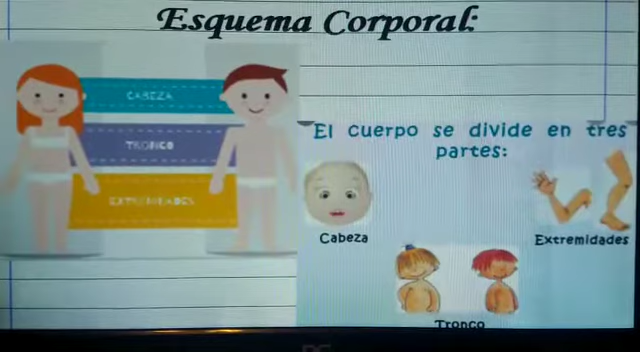 Esquema Corporal:
CABEZA
TRONCO
EXTREMIDADES
El cuerpo se divide en tres
partes:
Cabeza
Extremidades
Tronco